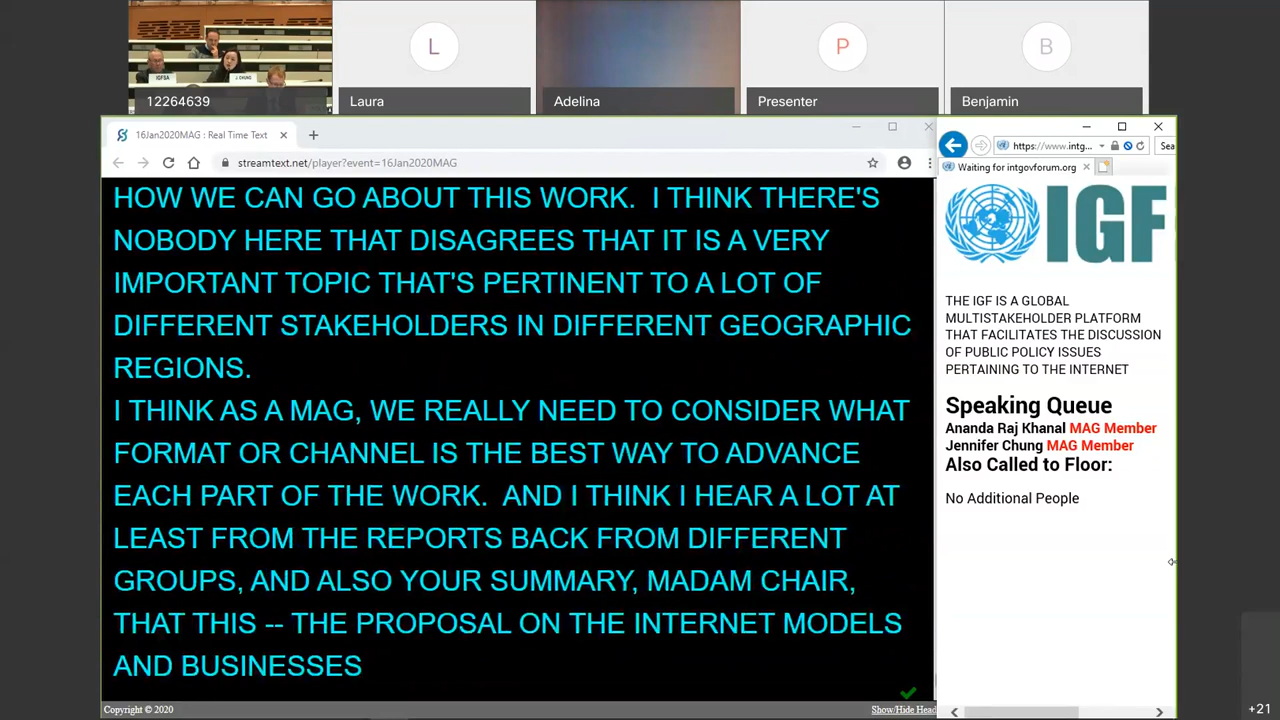 IGFSA
J. CHUNG
L
P
B
12264639
Laura
Adelina
Presenter
Benjamin
16Jan2020MAG : Real Time Text
streamtext.net/player?event=16Jan2020MAG
HOW WE CAN GO ABOUT THIS WORK.  I THINK THERE'S
NOBODY HERE THAT DISAGREES THAT IT IS A VERY
IMPORTANT TOPIC THAT'S PERTINENT TO A LOT OF
DIFFERENT STAKEHOLDERS IN DIFFERENT GEOGRAPHIC
REGIONS.
I THINK AS A MAG, WE REALLY NEED TO CONSIDER WHAT
FORMAT OR CHANNEL IS THE BEST WAY TO ADVANCE
EACH PART OF THE WORK.  AND I THINK I HEAR A LOT AT
LEAST FROM THE REPORTS BACK FROM DIFFERENT
GROUPS, AND ALSO YOUR SUMMARY, MADAM CHAIR,
THAT THIS -- THE PROPOSAL ON THE INTERNET MODELS
AND BUSINESSES
Copyright © 2020
Show/Hide Head
https://www.intg...
Sea
Waiting for intgovforum.org
IGF
THE IGF IS A GLOBAL
MULTISTAKEHOLDER PLATFORM
THAT FACILITATES THE DISCUSSION
OF PUBLIC POLICY ISSUES
PERTAINING TO THE INTERNET
Speaking Queue
Ananda Raj Khanal MAG Member
Jennifer Chung MAG Member
Also Called to Floor:
No Additional People
+21